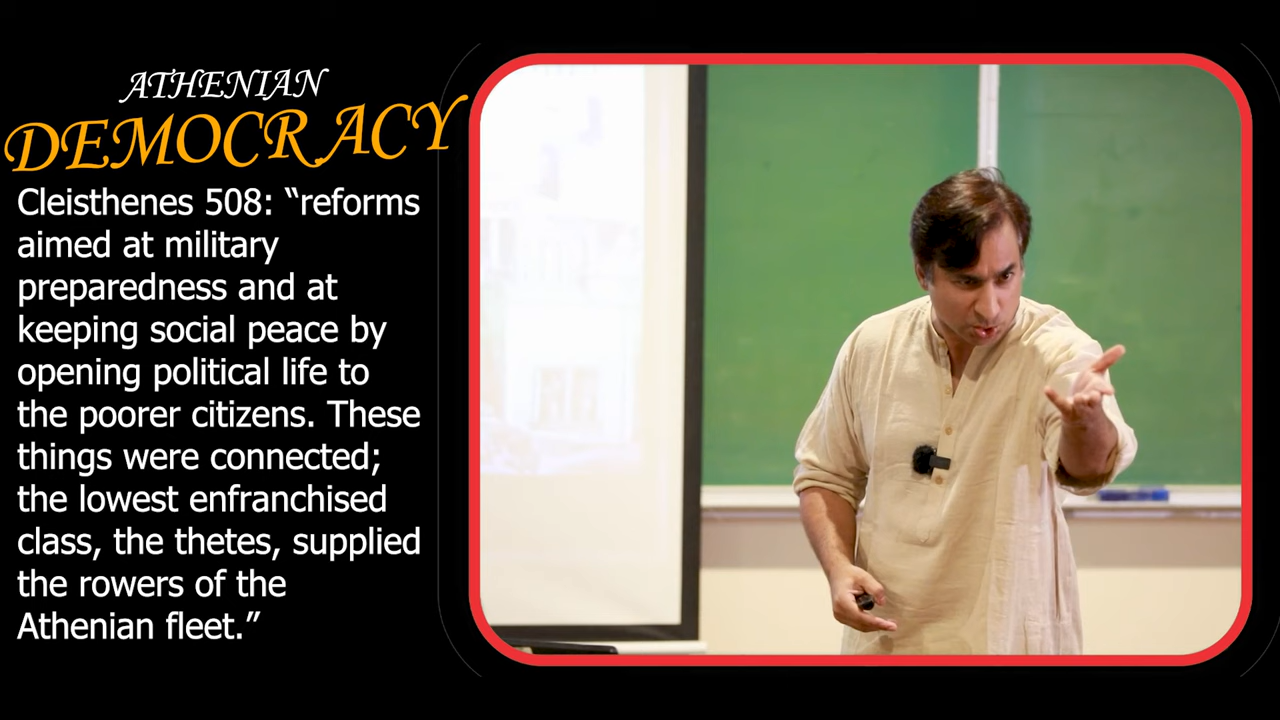 ATHENIAN
DEMOCRACY
Cleisthenes 508: “reforms
aimed at military
preparedness and at
keeping social peace by
opening political life to
the poorer citizens. These
things were connected;
the lowest enfranchised
class, the thetes, supplied
the rowers of the
Athenian fleet.”